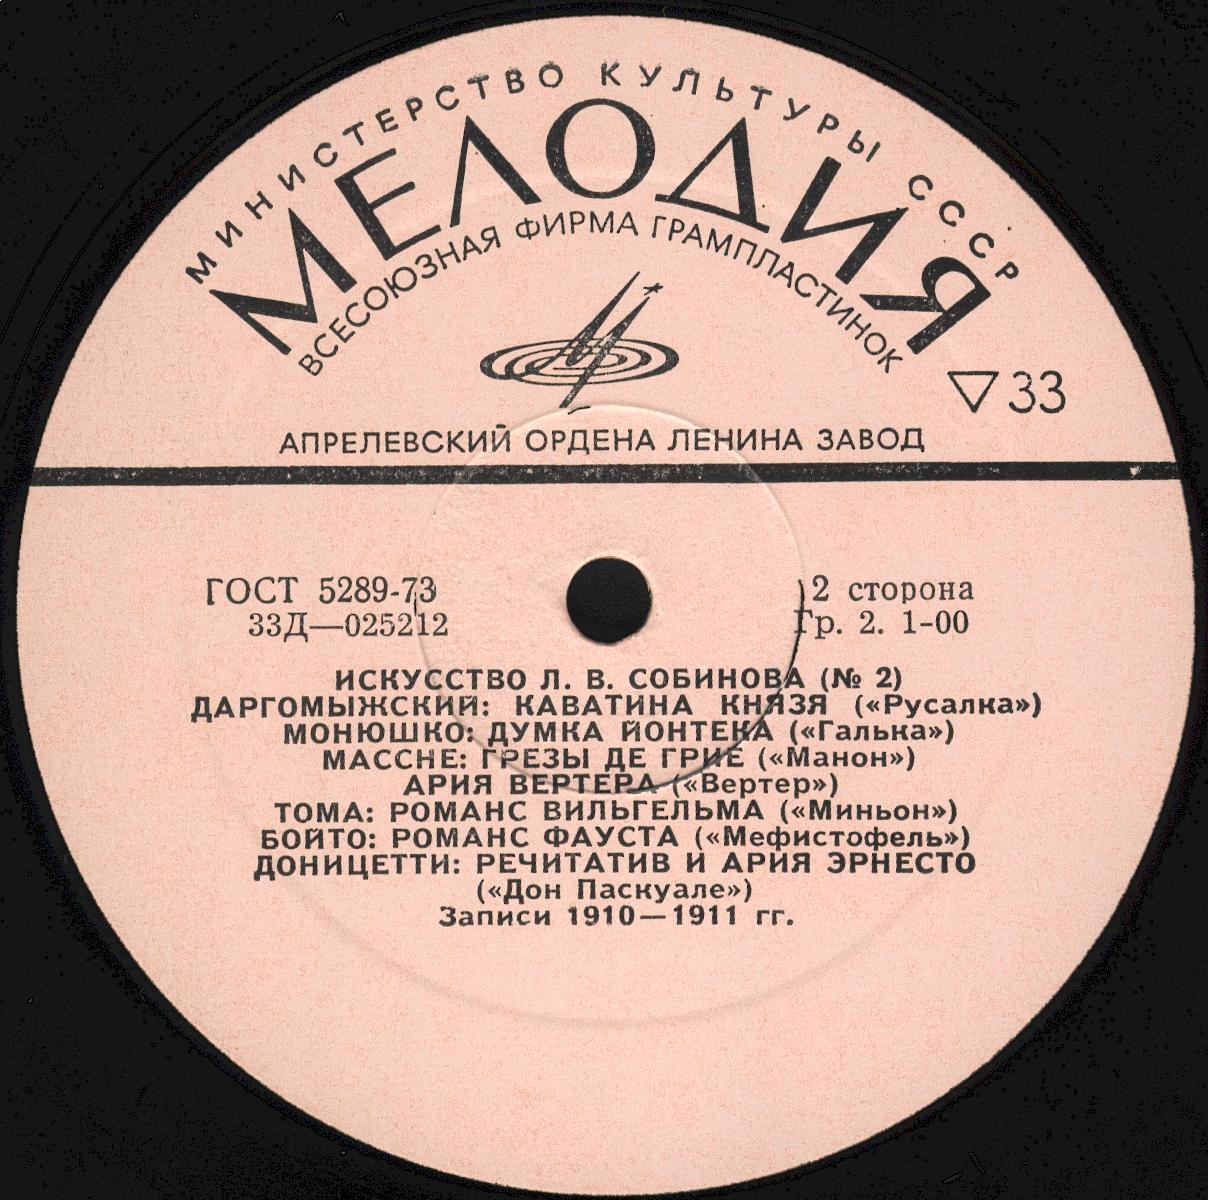 МИНИСТЕРСТВО КУЛЬТУРЫ СССР
МЕЛОДИЯ
ВСЕСОЮЗНАЯ ФИРМА ГРАМПЛАСТИНОК
▽33
АПРЕЛЕВСКИЙ ОРДЕНА ЛЕНИНА ЗАВОД
ГОСТ 5289-73
2 сторона
33Д—025212
Гр. 2. 1-00
ИСКУССТВО Л. В. СОБИНОВА (№ 2)
ДАРГОМЫЖСКИЙ: КАВАТИНА КНЯЗЯ («Русалка»)
МОНЮШКО: ДУМКА ЙОНТЕКА («Галька»)
МАССНЕ: ГРЕЗЫ ДЕ ГРИЕ («Манон»)
АРИЯ ВЕРТЕРА («Вертер»)
ТОМА: РОМАНС ВИЛЬГЕЛЬМА («Миньон»)
БОЙТО: РОМАНС ФАУСТА («Мефистофель»)
ДОНИЦЕТТИ: РЕЧИТАТИВ И АРИЯ ЭРНЕСТО
(«Дон Паскуале»)
Записи 1910—1911 гг.